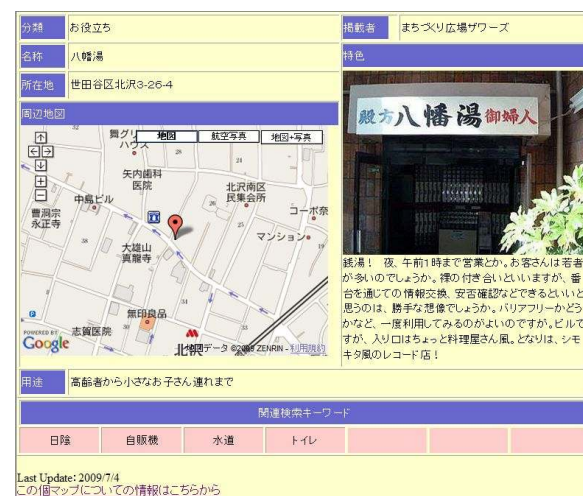 分類 お役立ち
掲載者 まちづくり広場ザワーズ
名称 八幡湯
特色
所在地 世田谷区北沢3-26-4
周辺地図
地図 航空写真 地図+写真
舞グリ
ハウス
矢内歯科
医院
中島ビル
北沢南区
民集会所
コーポ奈
曹洞宗
永正寺
マンション
大雄山
真龍寺
無印良品
志賀医院
POWERED BY
Google
北沢
地図データ ©2009 ZENRIN - 利用規約
殿方 八幡湯 御婦人
銭湯! 夜、午前1時まで営業とか。お客さんは若者
が多いのでしょうか。裸の付き合いといいますが、番
台を通じての情報交換、安否確認などできるといいと
思うのは、勝手な想像でしょうか。バリアフリーかどう
かなど、一度利用してみるのがよいのですが。ビルで
すが、入り口はちょっと料理屋さん風。となりは、シモ
キタ風のレコード店!
用途 高齢者から小さなお子さん連れまで
関連検索キーワード
日陰 自販機 水道 トイレ
Last Update: 2009/7/4
この個マップについての情報はこちらから